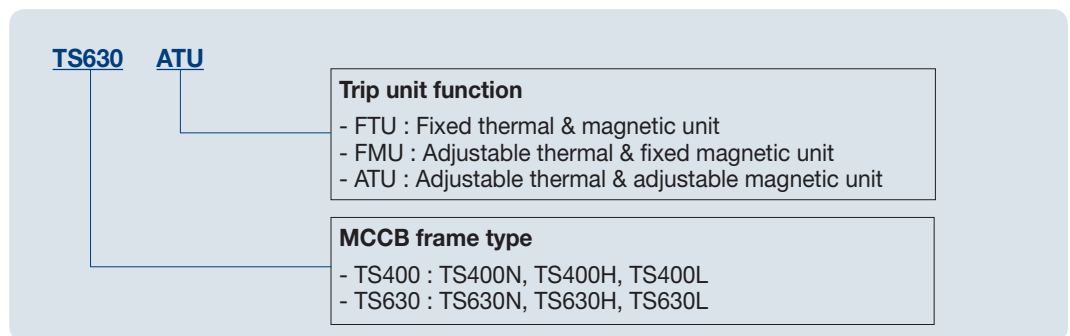 TS630 ATU
Trip unit function
- FTU : Fixed thermal & magnetic unit
- FMU : Adjustable thermal & fixed magnetic unit
- ATU : Adjustable thermal & adjustable magnetic unit
MCCB frame type
- TS400 : TS400N, TS400H, TS400L
- TS630 : TS630N, TS630H, TS630L